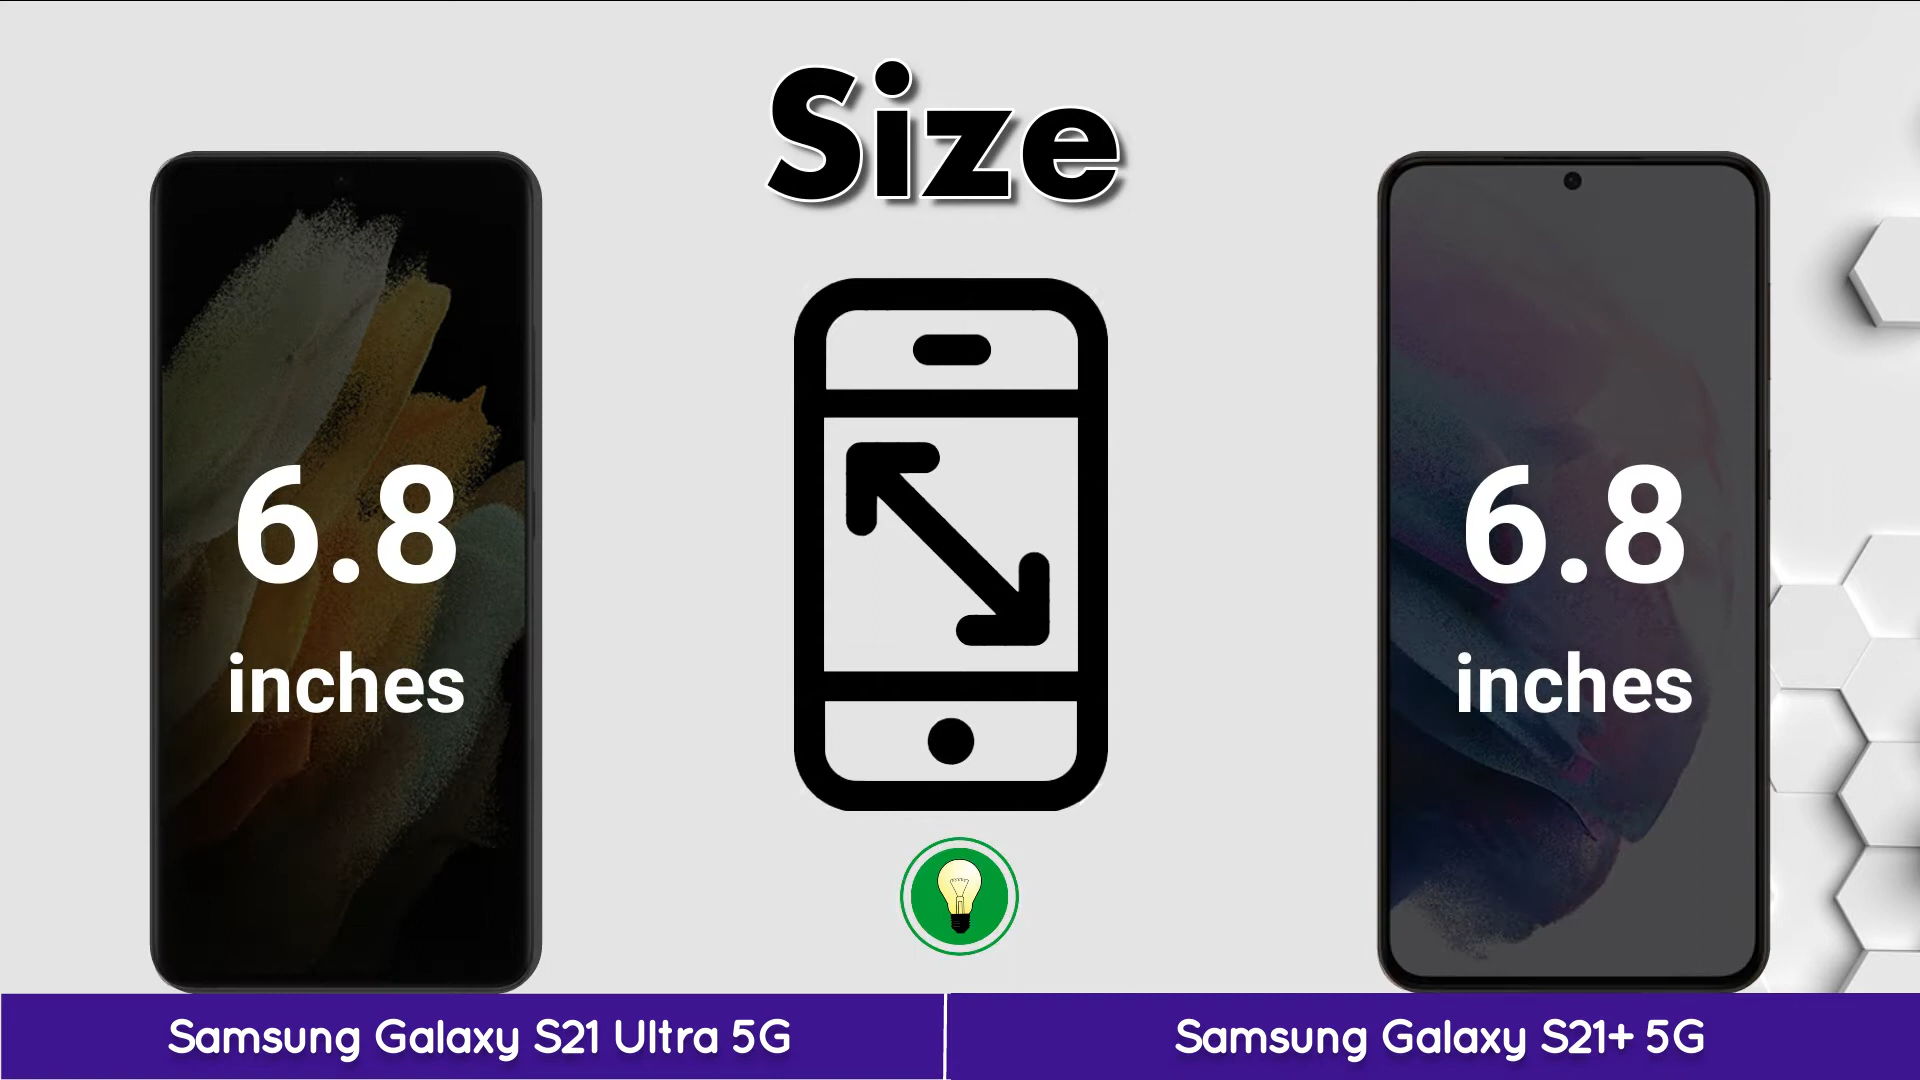 Size
6.8
inches
6.8
inches
Samsung Galaxy S21 Ultra 5G
Samsung Galaxy S21+ 5G